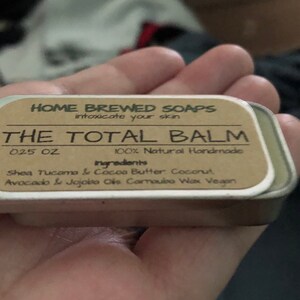 HOME BREWED SOAPS
intoxicate your skin
THE TOTAL BALM
0.25 OZ 100% Natural Handmade
Ingredients
Shea Tucama & Cocoa Butter Coconut,
Avocado & Jojoba Oils Carnauba Wax Vegan